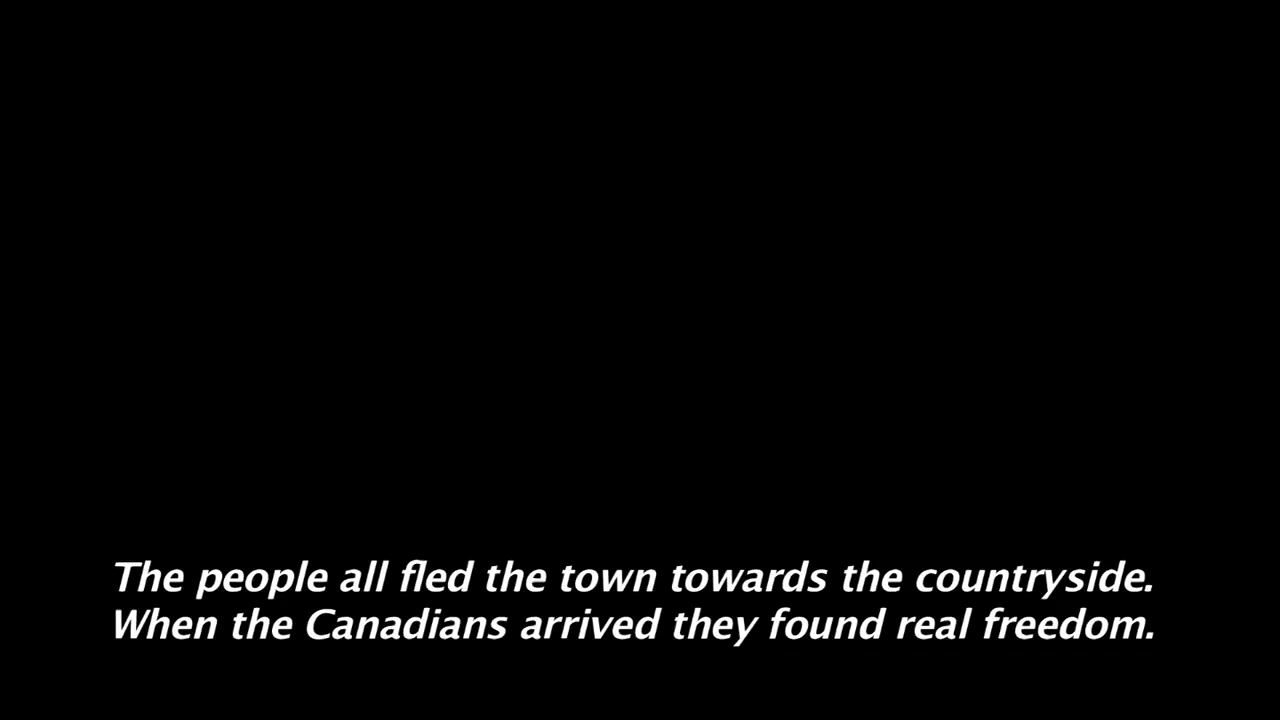 The people all fled the town towards the countryside.
When the Canadians arrived they found real freedom.